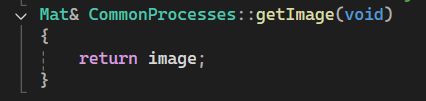 Mat& CommonProcesses::getImage(void)
{
    return image;
}